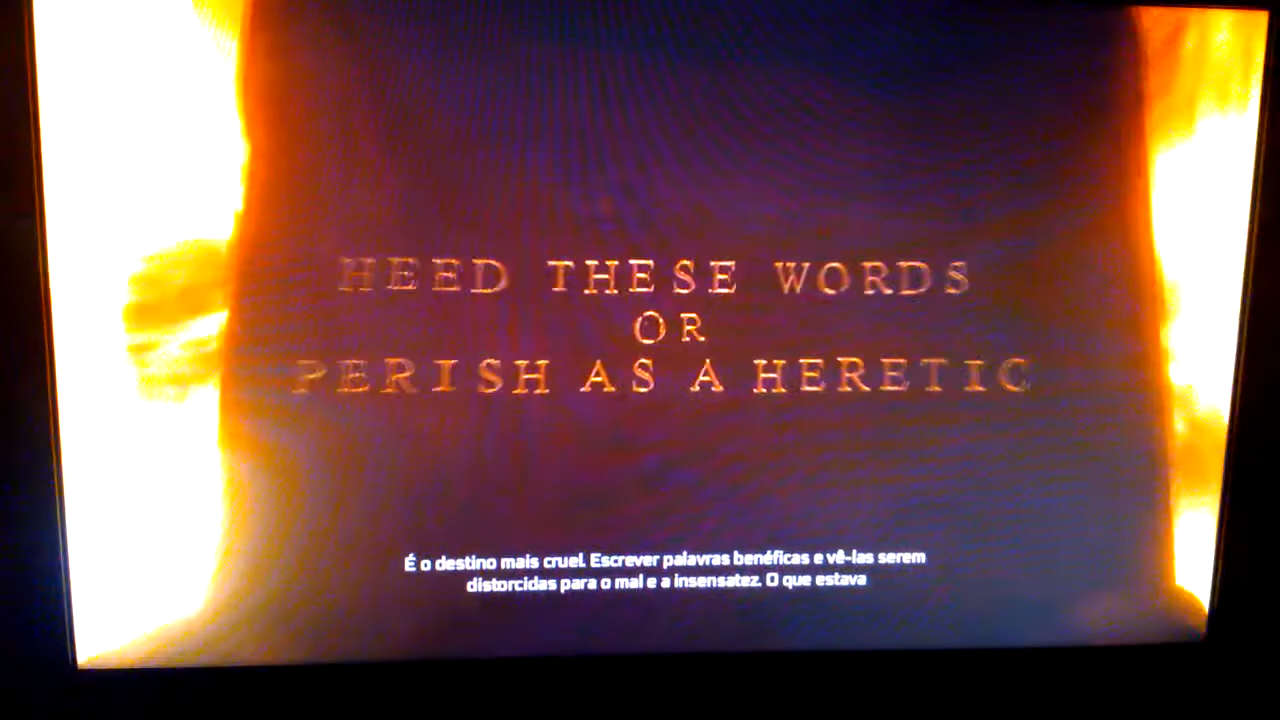 HEED THESE WORDS
OR
PERISH AS A HERETIC
É o destino mais cruel. Escrever palavras benéficas e vê-las serem
distorcidas para o mal e a insensatez. O que estava